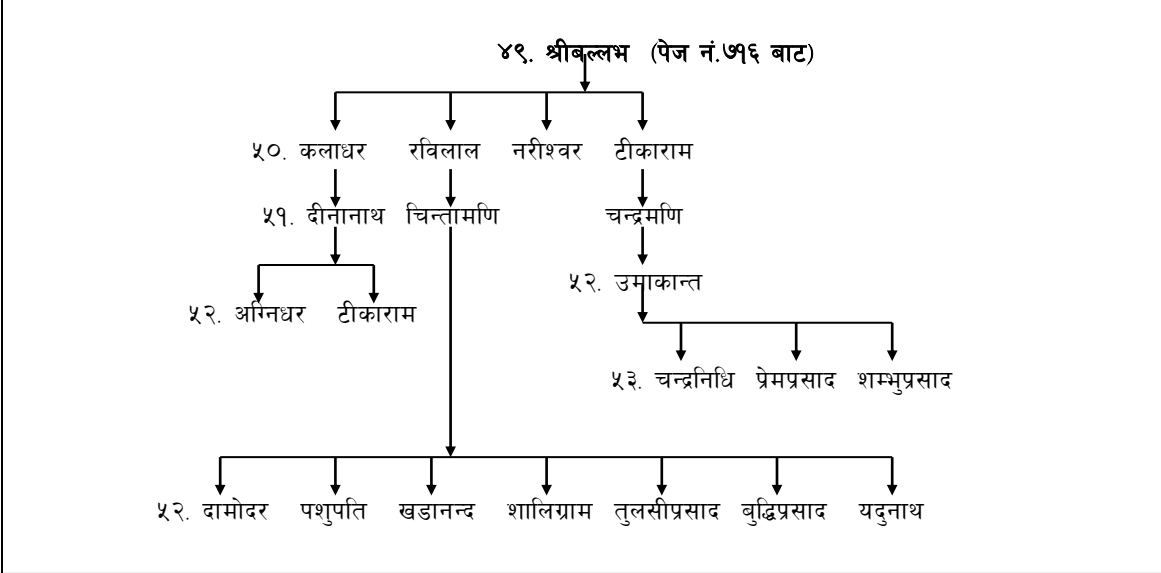 ४९. श्रीबल्लभ (पेज नं.७१६ बाट)
५०. कलाधर रविलाल नरीश्वर टीकाराम
५१. दीनानाथ चिन्तामणि चन्द्रमणि
५२. उमाकान्त
५२. अग्निधर टीकाराम
५३. चन्द्रनिधि प्रेमप्रसाद शम्भुप्रसाद
५२. दामोदर पशुपति खडानन्द शालिग्राम तुलसीप्रसाद बुद्धिप्रसाद यदुनाथ